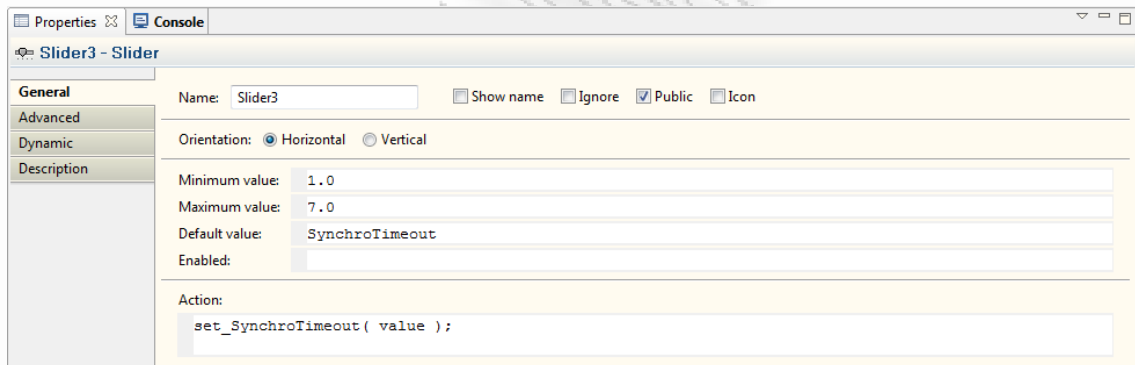 Properties Console
Slider3 - Slider
General
Name: Slider3 Show name Ignore Public Icon
Advanced
Dynamic
Orientation: Horizontal Vertical
Description
Minimum value: 1.0
Maximum value: 7.0
Default value: SynchroTimeout
Enabled:
Action:
set_SynchroTimeout( value );